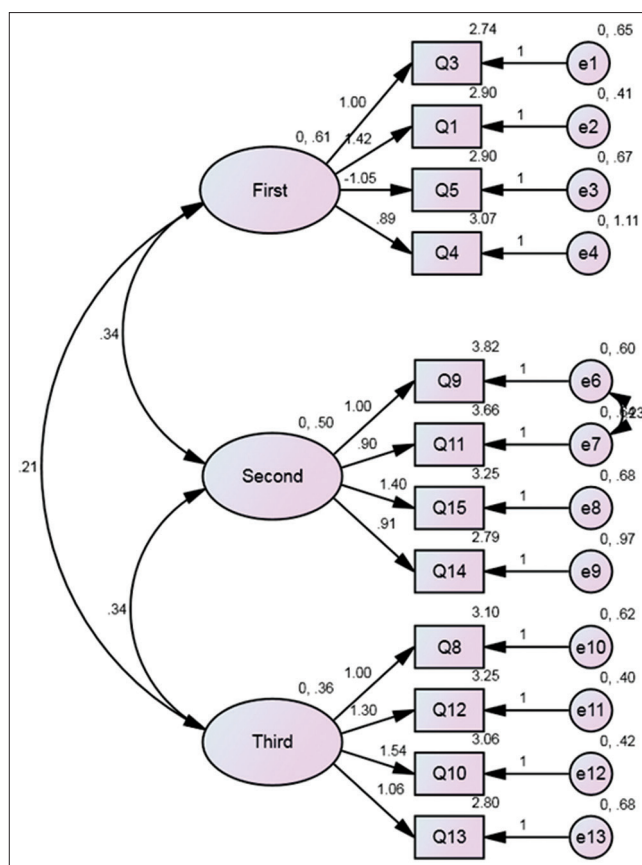 2.74
0, .65
Q3
1
e1
1.00
2.90
0, .41
0, .61
1.42
Q1
1
e2
2.90
0, .67
First
-1.05
Q5
1
e3
.89
3.07
0, 1.11
Q4
1
e4
.34
3.82
0, .60
Q9
1
e6
1.00
3.66
0, .50
.90
Q11
1
e7
.21
Second
1.40
3.25
0, .68
Q15
1
e8
.91
2.79
0, .97
Q14
1
e9
.34
3.10
0, .62
Q8
1
e10
1.00
3.25
0, .40
0, .36
1.30
Q12
1
e11
3.06
0, .42
Third
1.54
Q10
1
e12
1.06
2.80
0, .68
Q13
1
e13